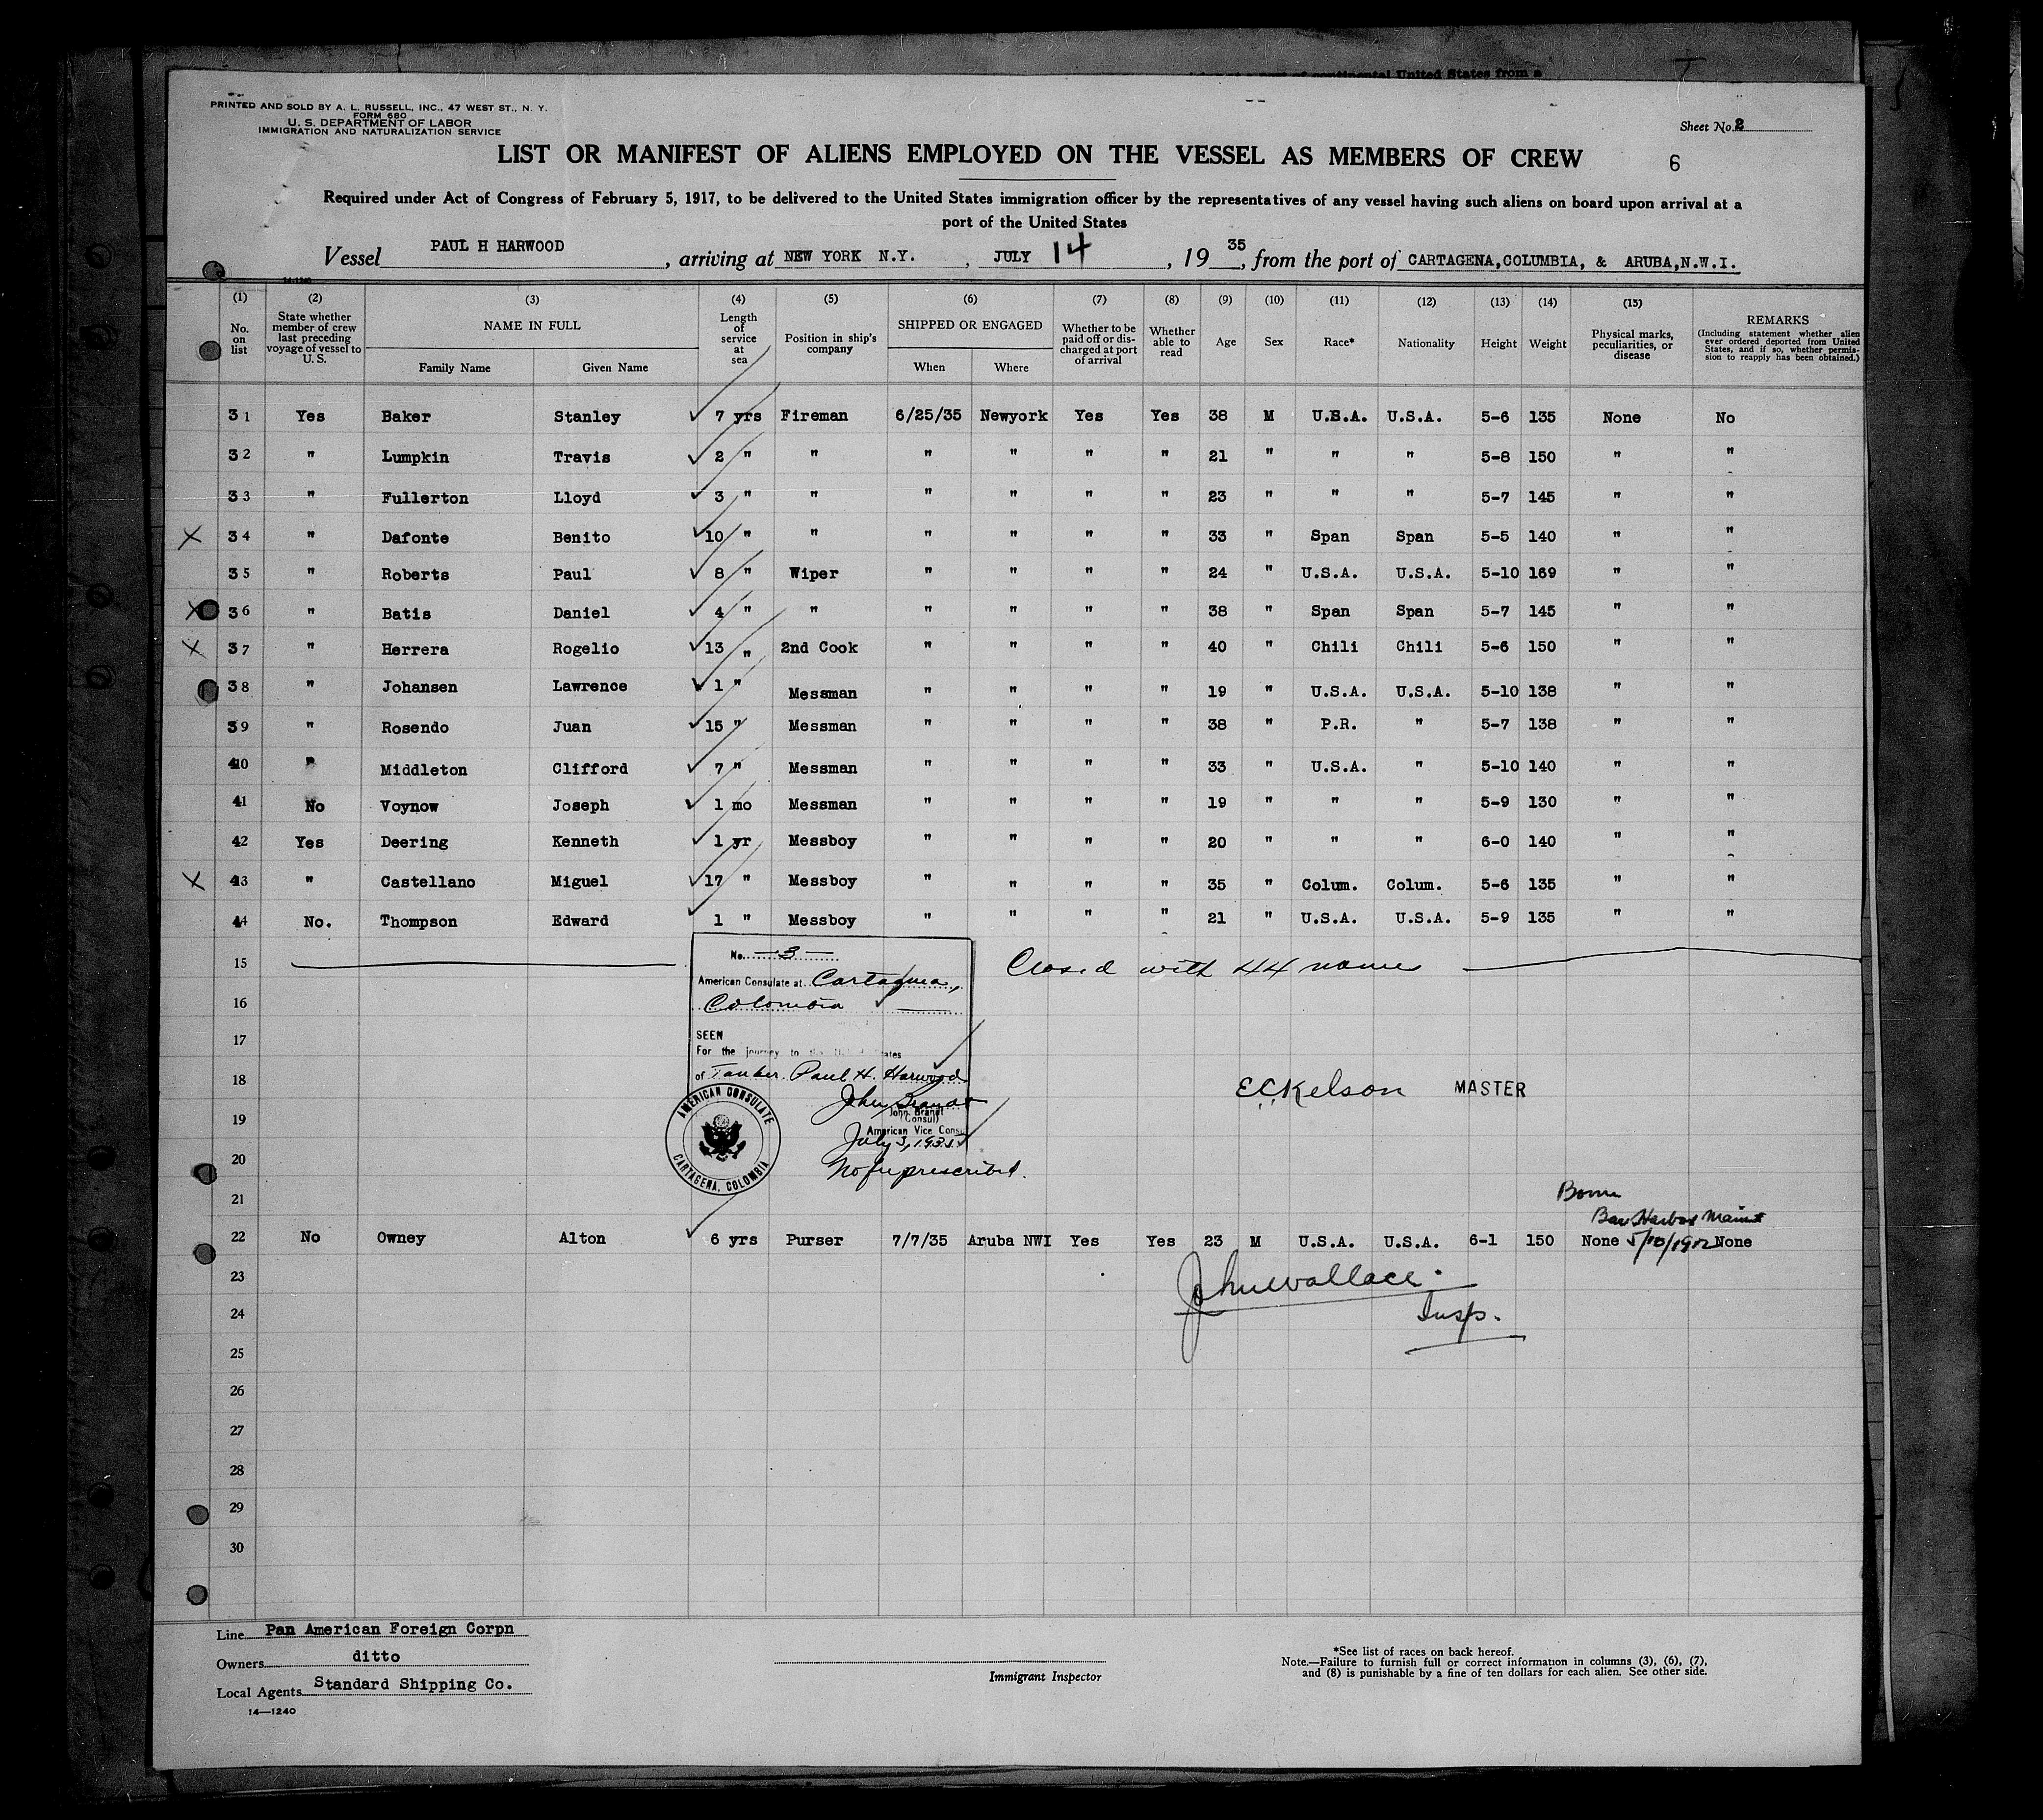 continental United States from a
PRINTED AND SOLD BY A. L. RUSSELL, INC., 47 WEST ST., N. Y.
FORM 680
U. S. DEPARTMENT OF LABOR
IMMIGRATION AND NATURALIZATION SERVICE
Sheet No. 2
LIST OR MANIFEST OF ALIENS EMPLOYED ON THE VESSEL AS MEMBERS OF CREW
6
Required under Act of Congress of February 5, 1917, to be delivered to the United States immigration officer by the representatives of any vessel having such aliens on board upon arrival at a
port of the United States
Vessel PAUL H HARWOOD, arriving at NEW YORK N.Y., JULY 14, 1935, from the port of CARTAGENA, COLUMBIA, & ARUBA, N.W.I.
14-1240
(1) No. on list (2) State whether member of crew last preceding voyage of vessel to U. S. (3) NAME IN FULL Family Name Given Name (4) Length of service at sea (5) Position in ship's company (6) SHIPPED OR ENGAGED When Where (7) Whether to be paid off or discharged at port of arrival (8) Whether able to read (9) Age (10) Sex (11) Race* (12) Nationality (13) Height (14) Weight (15) Physical marks, peculiarities, or disease REMARKS (Including statement whether alien ever ordered deported from United States, and if so, whether permission to reapply has been obtained.)
31 Yes Baker Stanley 7 yrs Fireman 6/25/35 Newyork Yes Yes 38 M U.S.A. U.S.A. 5-6 135 None No
32 " Lumpkin Travis 2 " " " " " " 21 " " " 5-8 150 " "
33 " Fullerton Lloyd 3 " " " " " " 23 " " " 5-7 145 " "
X 34 " Dafonte Benito 10 " " " " " " 33 " Span Span 5-5 140 " "
35 " Roberts Paul 8 " Wiper " " " " 24 " U.S.A. U.S.A. 5-10 169 " "
X 36 " Batis Daniel 4 " " " " " " 38 " Span Span 5-7 145 " "
X 37 " Herrera Rogelio 13 " 2nd Cook " " " " 40 " Chili Chili 5-6 150 " "
38 " Johansen Lawrence 1 " Messman " " " " 19 " U.S.A. U.S.A. 5-10 138 " "
39 " Rosendo Juan 15 " Messman " " " " 38 " P.R. " 5-7 138 " "
40 " Middleton Clifford 7 " Messman " " " " 33 " U.S.A. " 5-10 140 " "
41 No Voynow Joseph 1 mo Messman " " " " 19 " " " 5-9 130 " "
42 Yes Deering Kenneth 1 yr Messboy " " " " 20 " " " 6-0 140 " "
X 43 " Castellano Miguel 17 " Messboy " " " " 35 " Colum. Colum. 5-6 135 " "
44 No. Thompson Edward 1 " Messboy " " " " 21 " U.S.A. U.S.A. 5-9 135 " "
15 Closed with 44 names
No. 3
American Consulate at Cartagena,
16 Colombia
17 SEEN
For the journey to the United States
18 of Tanker Paul H. Harwood
E C Kelson MASTER
John Brandt
19 John Brandt
(Consul)
American Vice Consul
July 3, 1935
20 No fee prescribed.
AMERICAN CONSULATE
CARTAGENA, COLOMBIA
21
Born
Bar Harbor Maine
22 No Owney Alton 6 yrs Purser 7/7/35 Aruba NWI Yes Yes 23 M U.S.A. U.S.A. 6-1 150 None 5/10/1912 None
23 John Wallace
24 Insp.
25
26
27
28
29
30
Line Pan American Foreign Corpn
Owners ditto
Local Agents Standard Shipping Co.
14—1240
Immigrant Inspector
*See list of races on back hereof.
Note.—Failure to furnish full or correct information in columns (3), (6), (7),
and (8) is punishable by a fine of ten dollars for each alien. See other side.